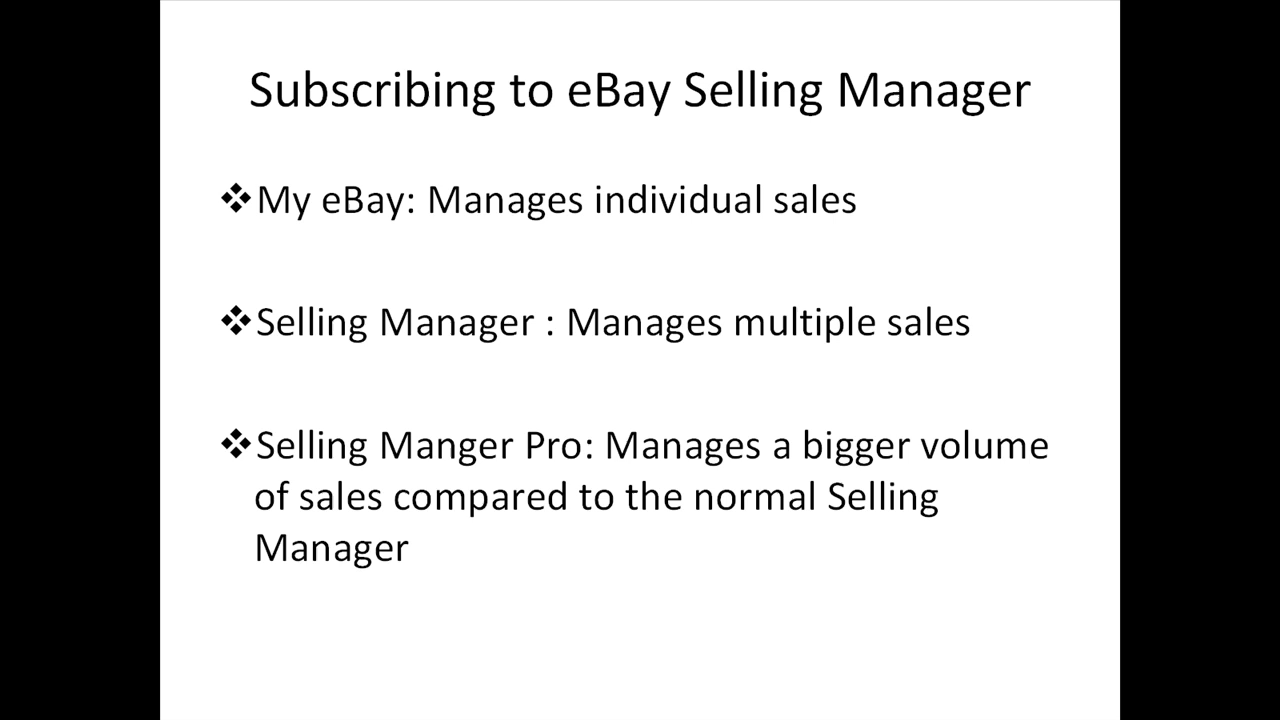 Subscribing to eBay Selling Manager
❖My eBay: Manages individual sales
❖Selling Manager : Manages multiple sales
❖Selling Manger Pro: Manages a bigger volume
of sales compared to the normal Selling
Manager